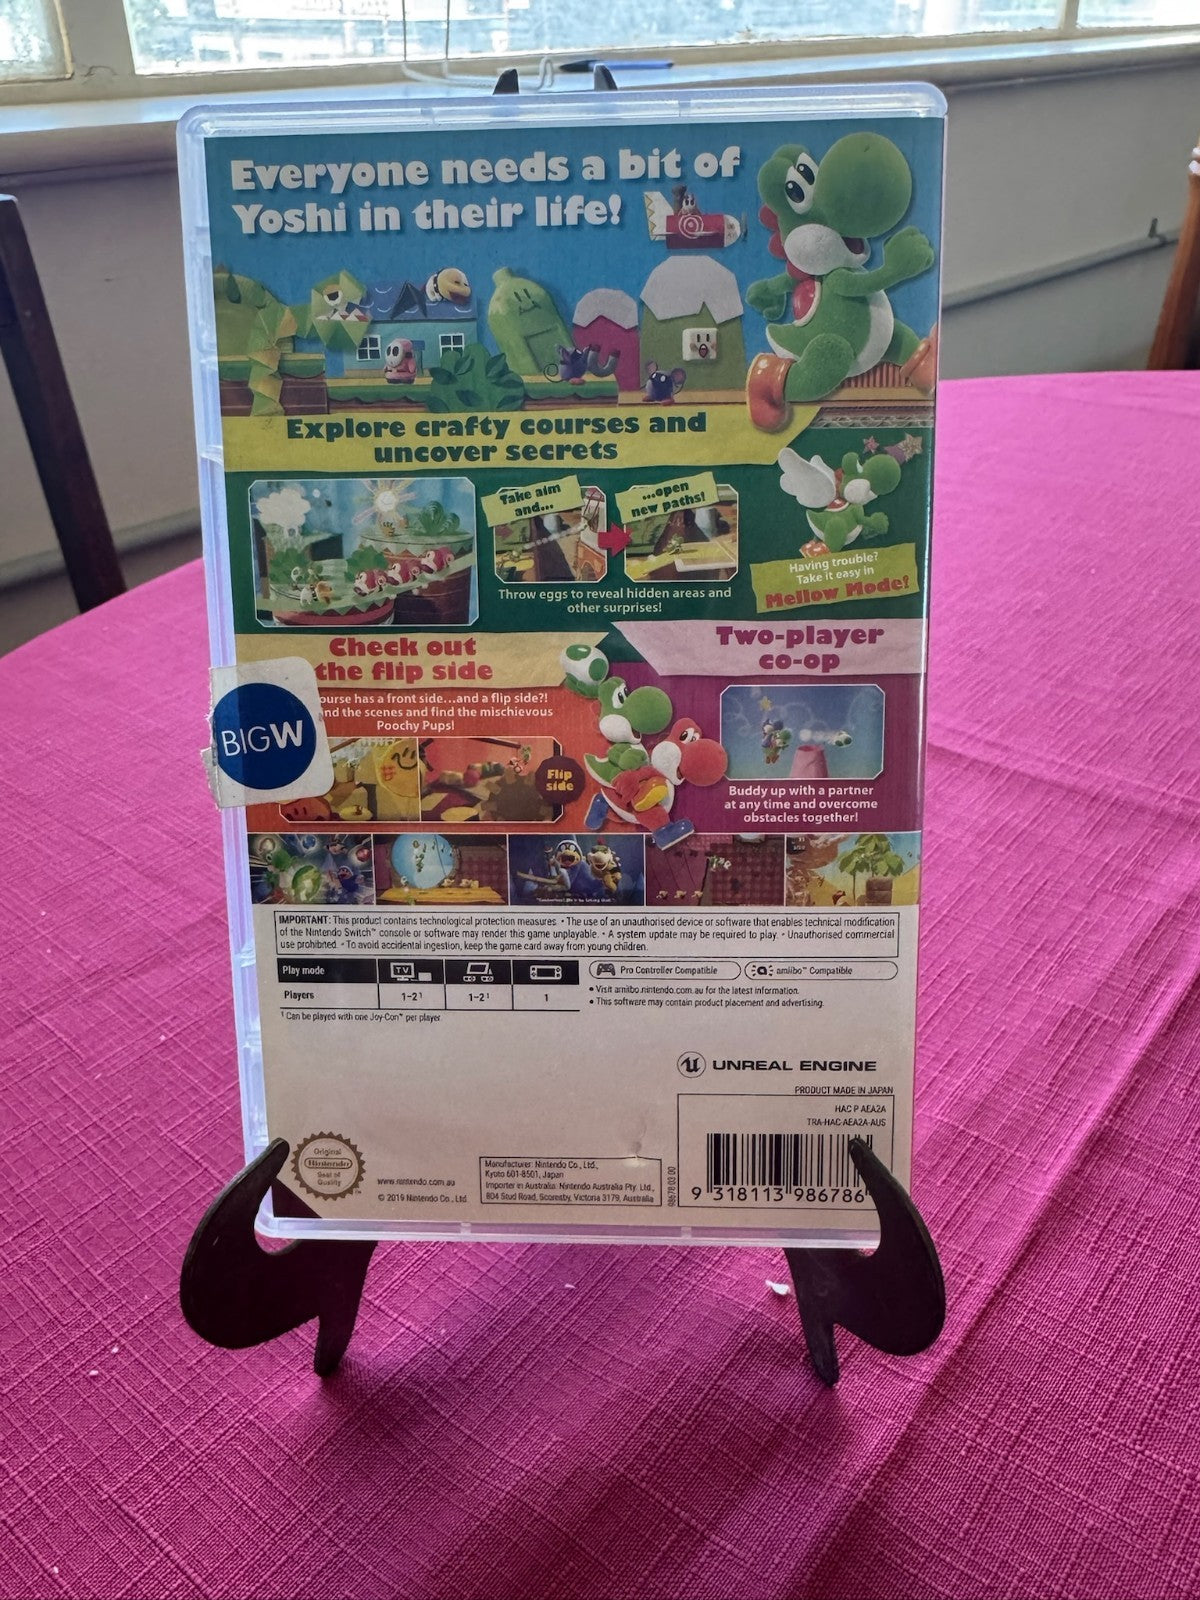 Everyone needs a bit of
Yoshi in their life!
Explore crafty courses and
uncover secrets
Take aim
and...
...open
new paths!
Throw eggs to reveal hidden areas and
other surprises!
Having trouble?
Take it easy in
Mellow Mode!
Check out
the flip side
ourse has a front side...and a flip side?!
nd the scenes and find the mischievous
Poochy Pups!
Flip
side
BIGW
Two-player
co-op
Buddy up with a partner
at any time and overcome
obstacles together!
IMPORTANT: This product contains technological protection measures. • The use of an unauthorised device or software that enables technical modification
of the Nintendo Switch™ console or software may render this game unplayable. • A system update may be required to play. • Unauthorised commercial
use prohibited. • To avoid accidental ingestion, keep the game card away from young children.
Play mode TV
Players 1-2¹ 1-2¹ 1
¹ Can be played with one Joy-Con™ per player.
Pro Controller Compatible
amiibo™ Compatible
• Visit amiibo.nintendo.com.au for the latest information.
• This software may contain product placement and advertising.
UNREAL ENGINE
PRODUCT MADE IN JAPAN
HAC P AEA2A
TRA-HAC-AEA2A-AUS
9 318113 986786
Original
Nintendo
Seal of
Quality
www.nintendo.com.au
© 2019 Nintendo Co., Ltd.
Manufacturer: Nintendo Co., Ltd.,
Kyoto 601-8501, Japan
Importer in Australia: Nintendo Australia Pty. Ltd.,
804 Stud Road, Scoresby, Victoria 3179, Australia